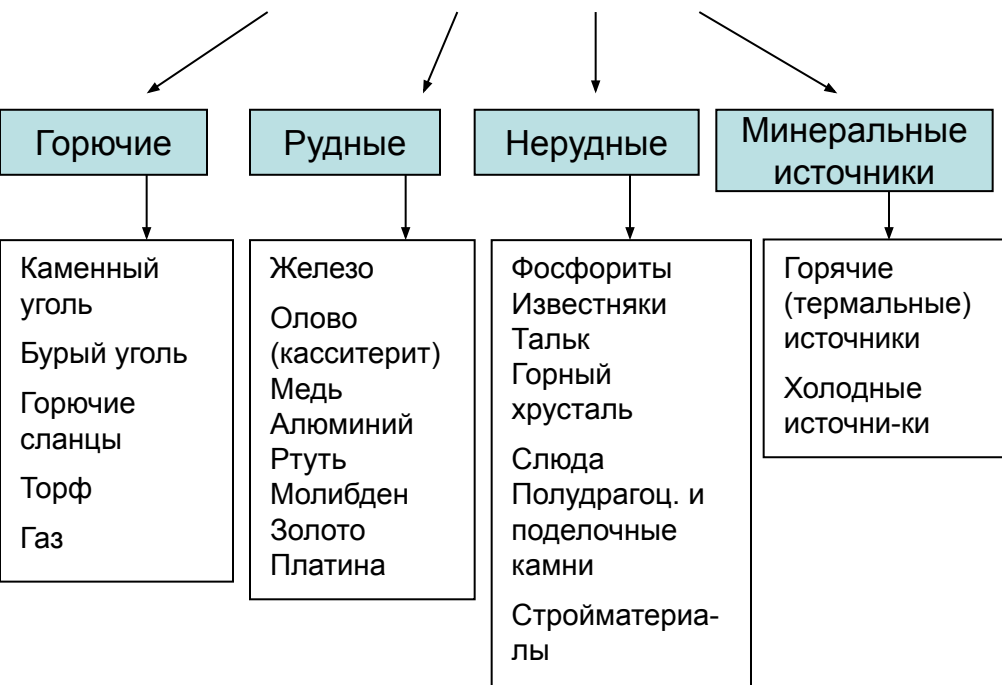 Горючие
Рудные
Нерудные
Минеральные
источники
Каменный
уголь
Бурый уголь
Горючие
сланцы
Торф
Газ
Железо
Олово
(касситерит)
Медь
Алюминий
Ртуть
Молибден
Золото
Платина
Фосфориты
Известняки
Тальк
Горный
хрусталь
Слюда
Полудрагоц. и
поделочные
камни
Стройматериа-
лы
Горячие
(термальные)
источники
Холодные
источни-ки